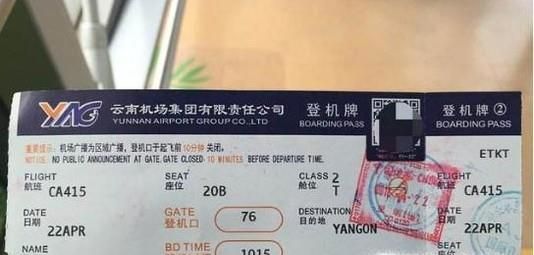 YAG 云南机场集团有限责任公司 登机牌 登机牌②
YUNNAN AIRPORT GROUP CO.,LTD BOARDING PASS BOARDING PASS
重要提示：机场广播为区域广播，登机口于起飞前10分钟关闭。
NOTICE NO PUBLIC ANNOUNCEMENT AT GATE.GATE CLOSED 10 MINUTES BEFORE DEPARTURE TIME. ETKT
FLIGHT SEAT CLASS 2 FLIGHT
航班 CA415 座位 20B 舱位 T 航班 CA415
DATE GATE 76 DESTINATION DATE
日期 22APR 登机口 目的地 YANGON 日期 22APR
NAME BD TIME 1015 NAME